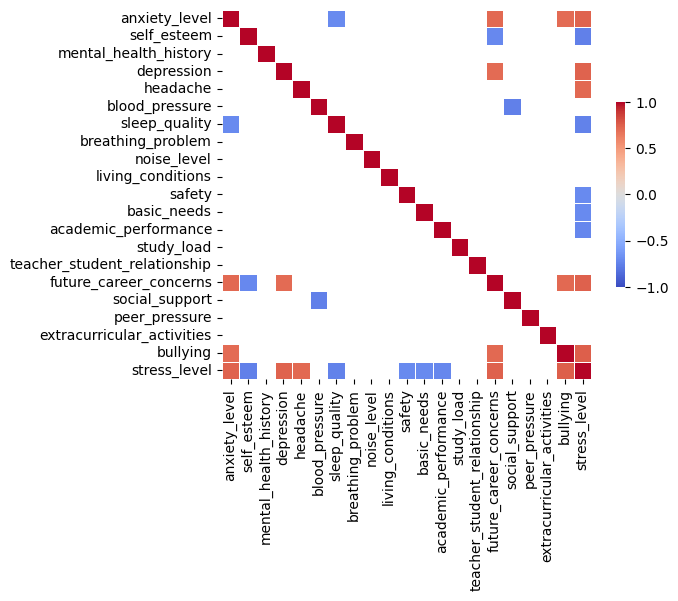 anxiety_level
self_esteem
mental_health_history
depression
headache
blood_pressure
sleep_quality
breathing_problem
noise_level
living_conditions
safety
basic_needs
academic_performance
study_load
teacher_student_relationship
future_career_concerns
social_support
peer_pressure
extracurricular_activities
bullying
stress_level
anxiety_level
self_esteem
mental_health_history
depression
headache
blood_pressure
sleep_quality
breathing_problem
noise_level
living_conditions
safety
basic_needs
academic_performance
study_load
teacher_student_relationship
future_career_concerns
social_support
peer_pressure
extracurricular_activities
bullying
stress_level
1.0
0.5
0.0
−0.5
−1.0